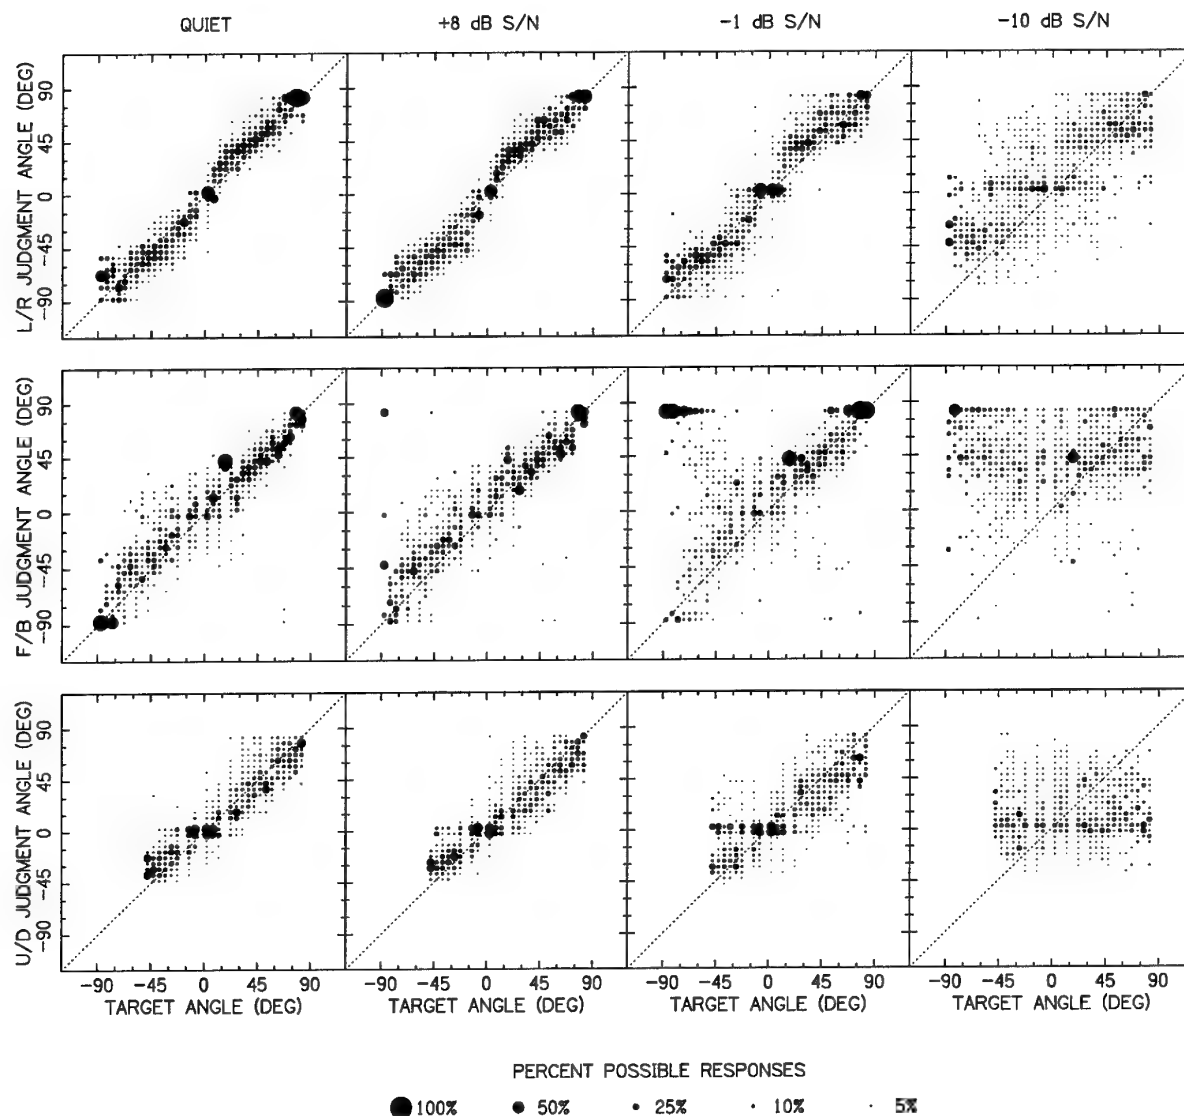 QUIET +8 dB S/N -1 dB S/N -10 dB S/N
L/R JUDGMENT ANGLE (DEG)
90
45
0
-45
-90
F/B JUDGMENT ANGLE (DEG)
90
45
0
-45
-90
U/D JUDGMENT ANGLE (DEG)
90
45
0
-45
-90
-90 -45 0 45 90 -90 -45 0 45 90 -90 -45 0 45 90 -90 -45 0 45 90
TARGET ANGLE (DEG) TARGET ANGLE (DEG) TARGET ANGLE (DEG) TARGET ANGLE (DEG)
PERCENT POSSIBLE RESPONSES
100% 50% 25% 10% 5%